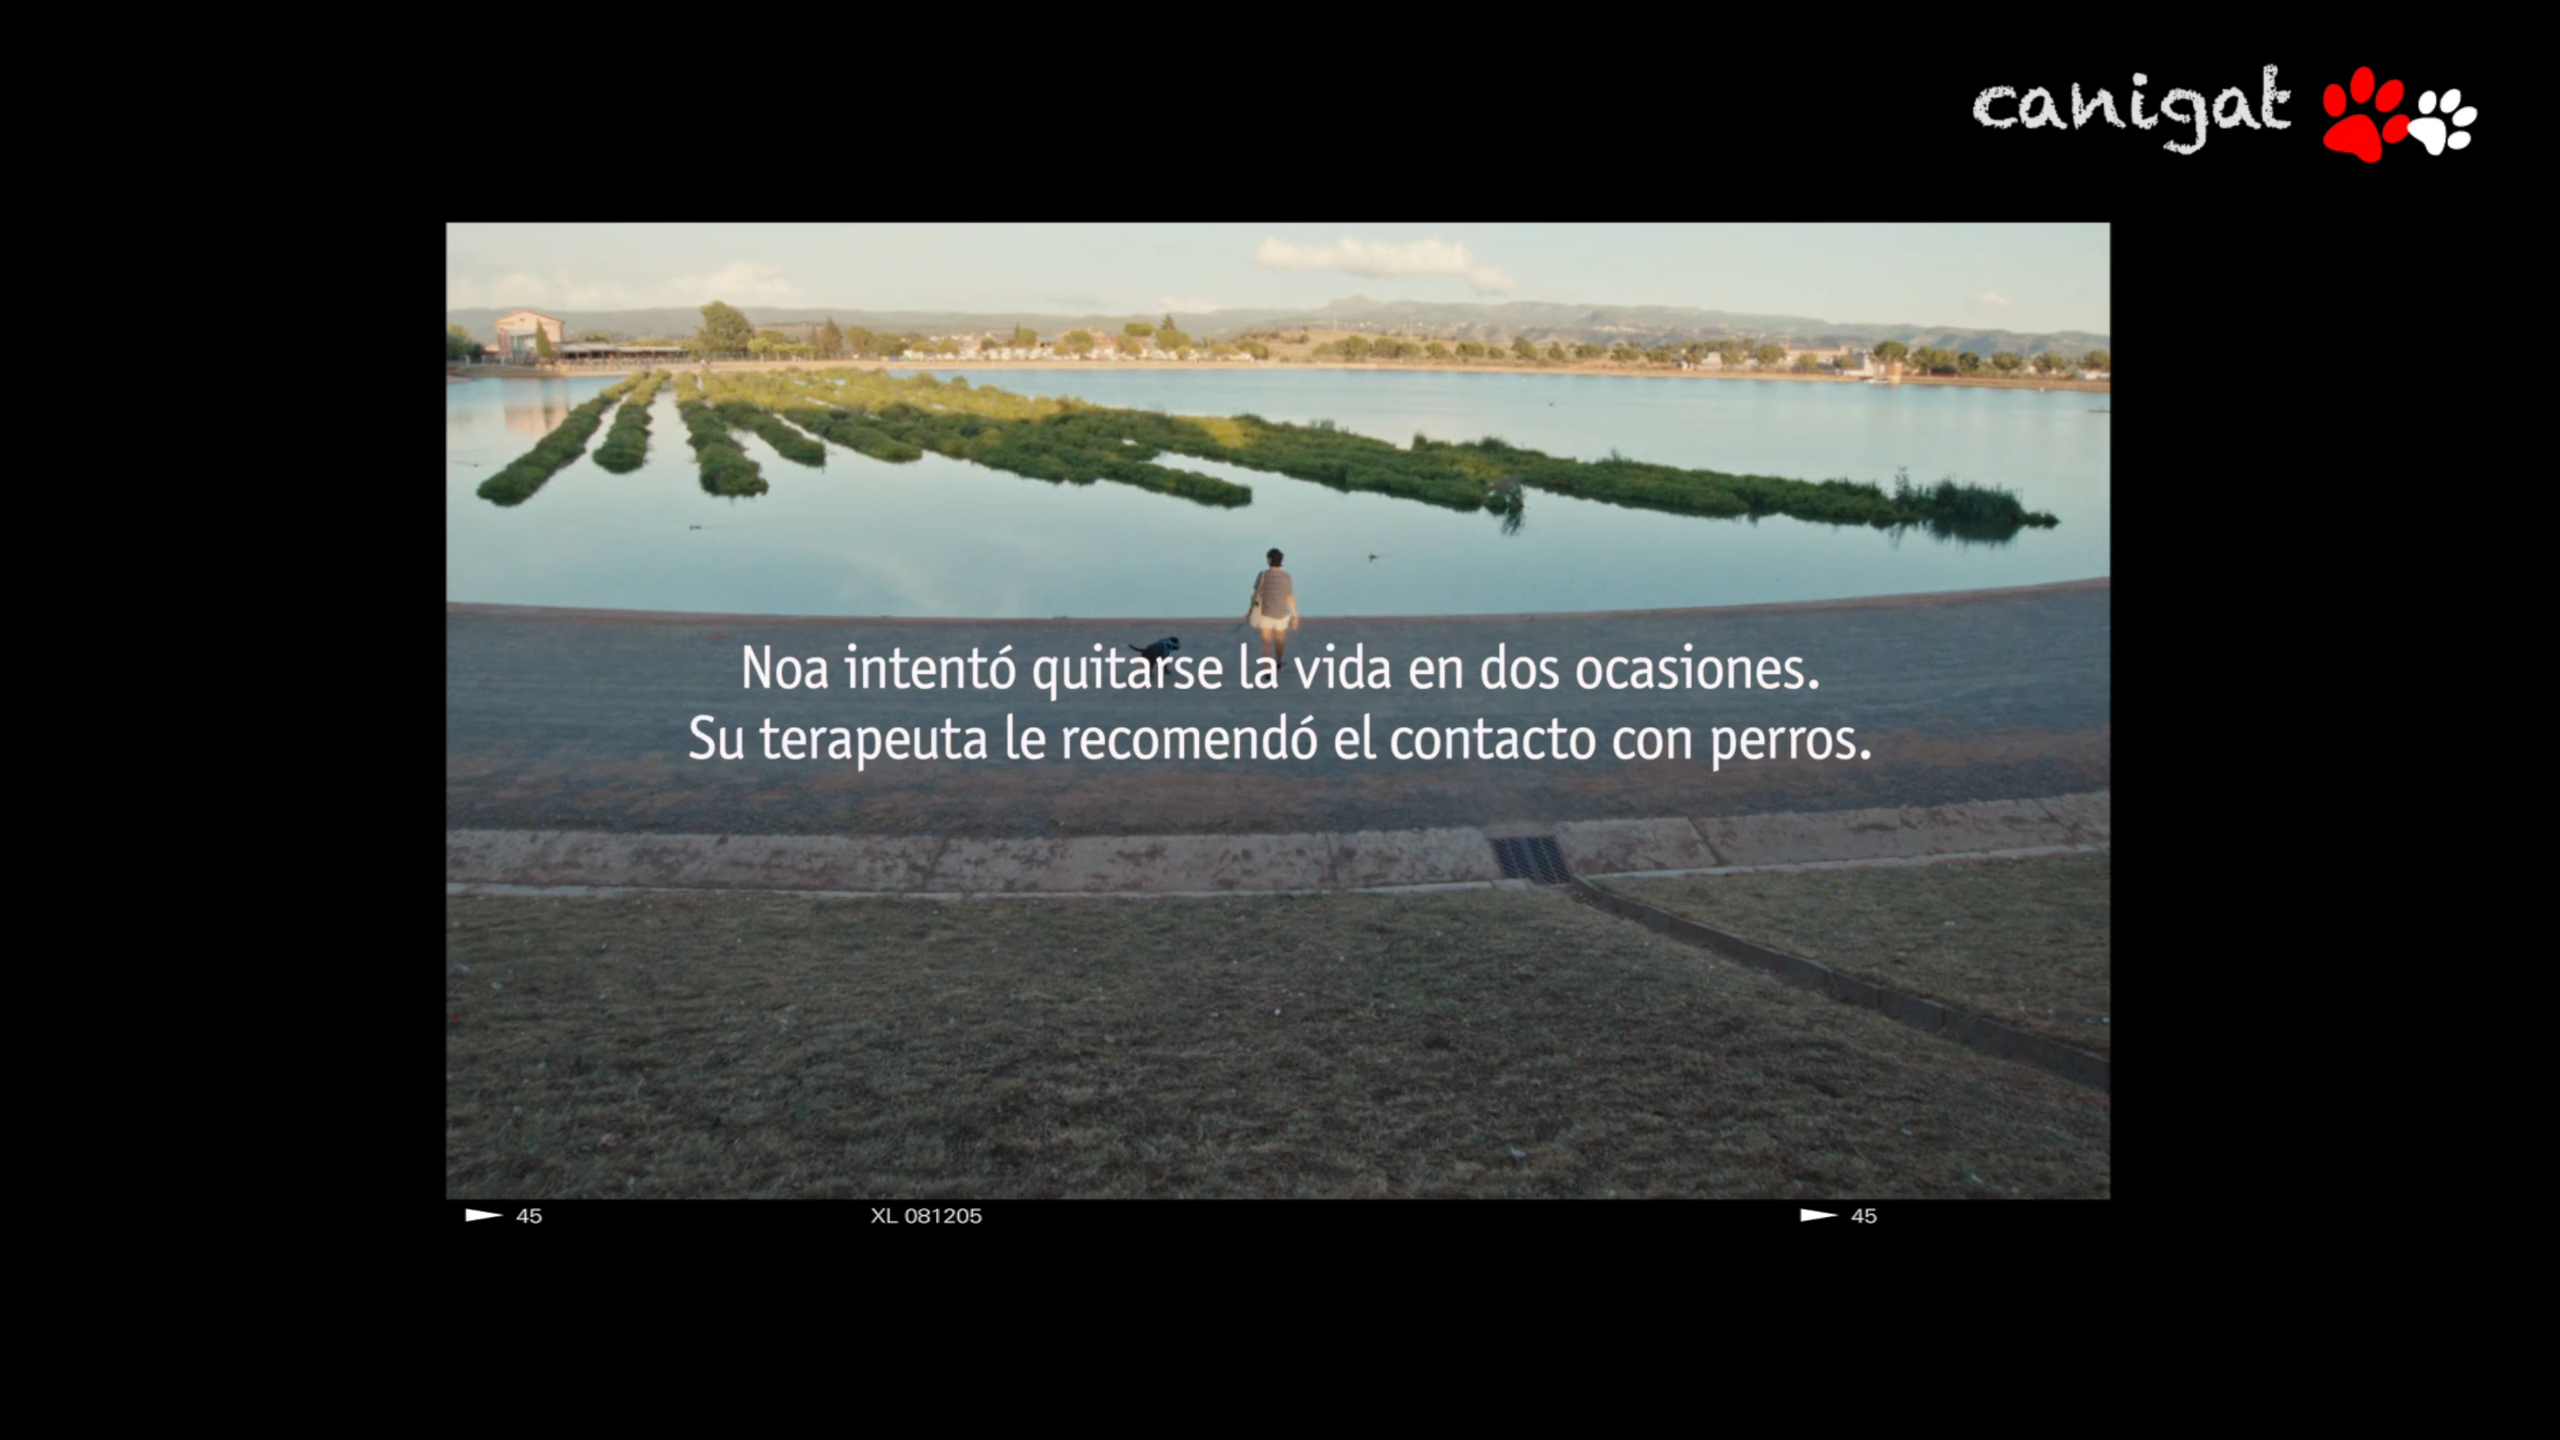 canigat
Noa intentó quitarse la vida en dos ocasiones.
Su terapeuta le recomendó el contacto con perros.
45
XL 081205
45